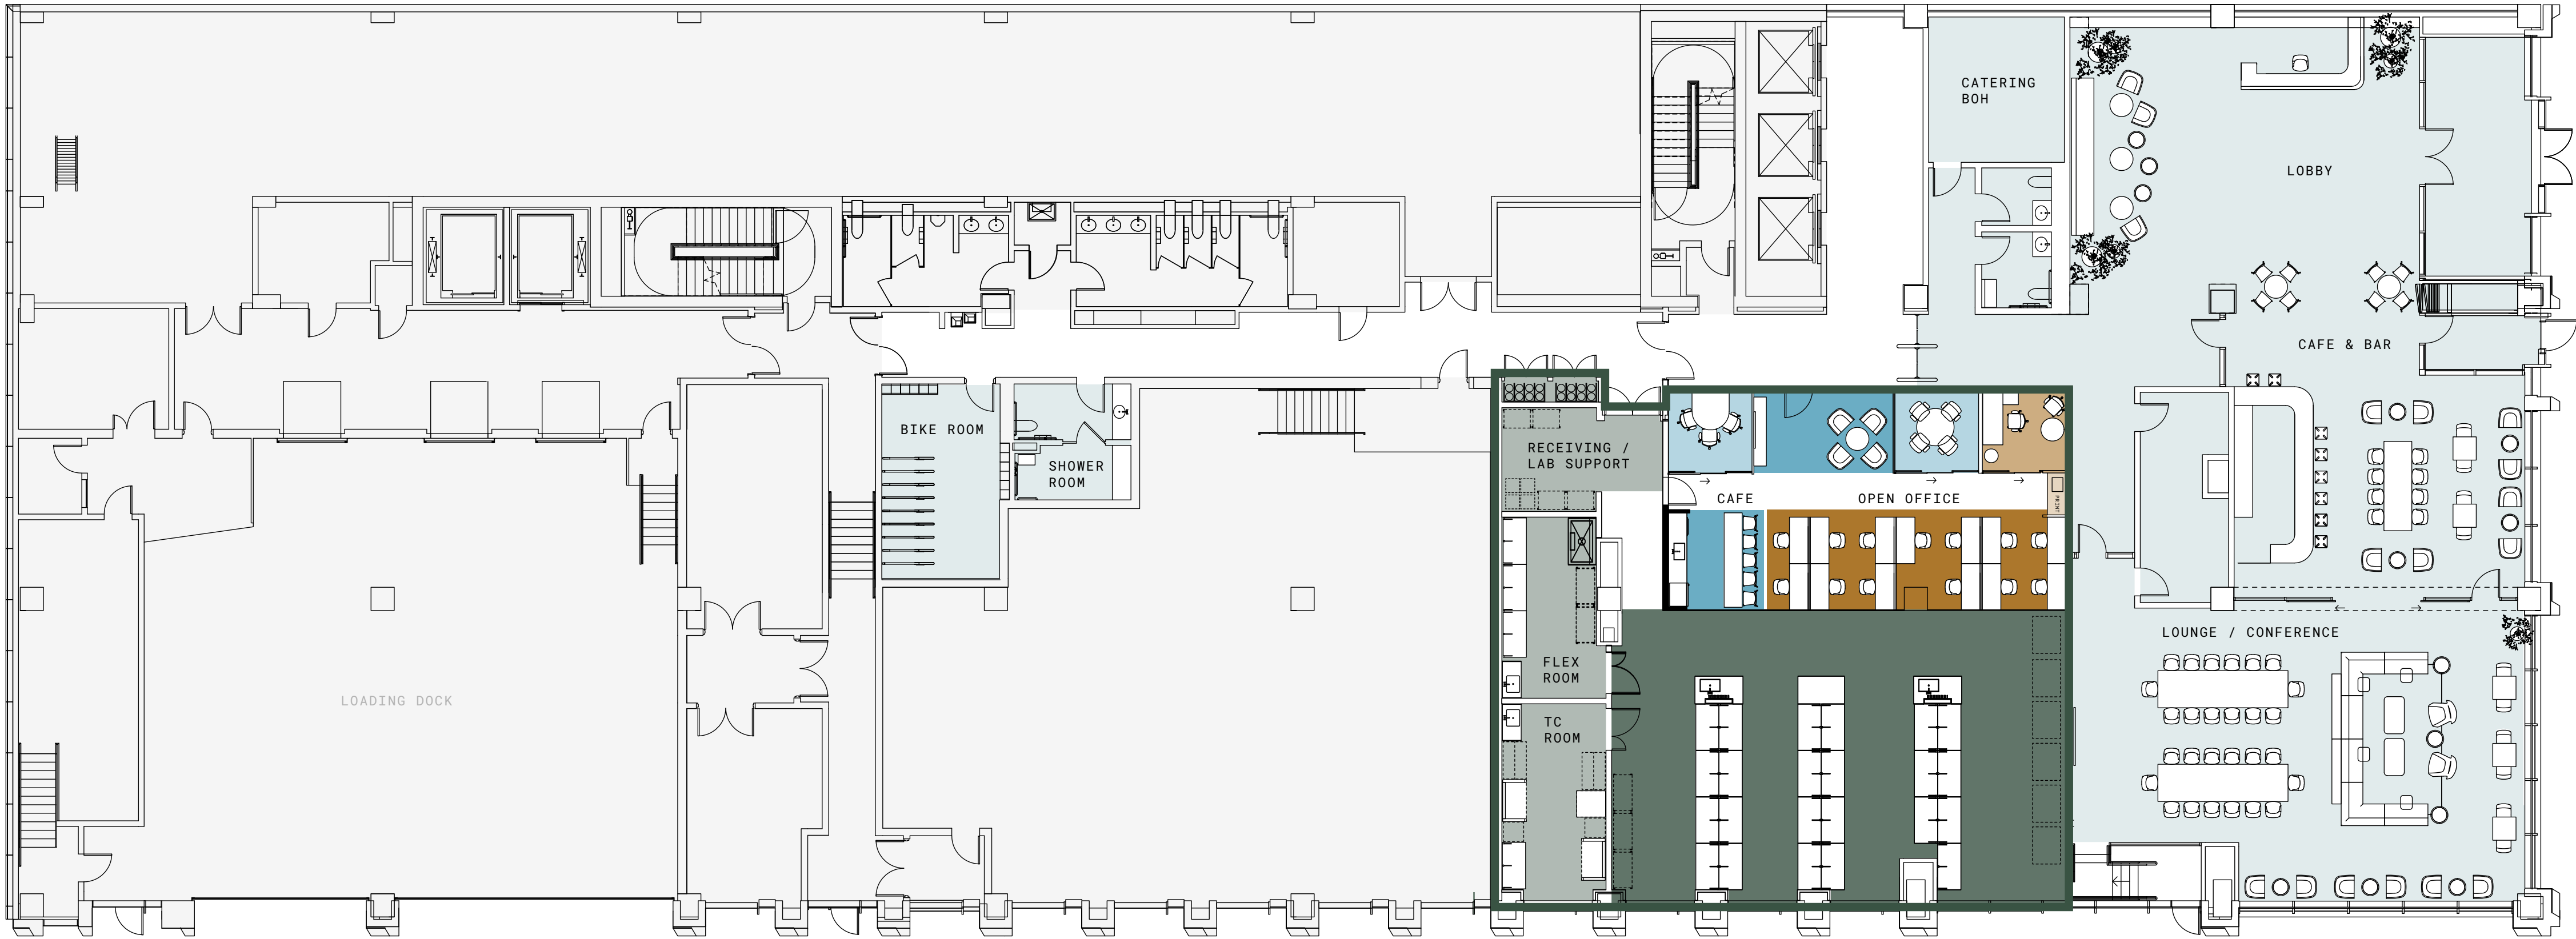 CATERING
BOH
LOBBY
CAFE & BAR
BIKE ROOM
SHOWER
ROOM
RECEIVING /
LAB SUPPORT
CAFE
OPEN OFFICE
PRINT
LOUNGE / CONFERENCE
FLEX
ROOM
TC
ROOM
LOADING DOCK